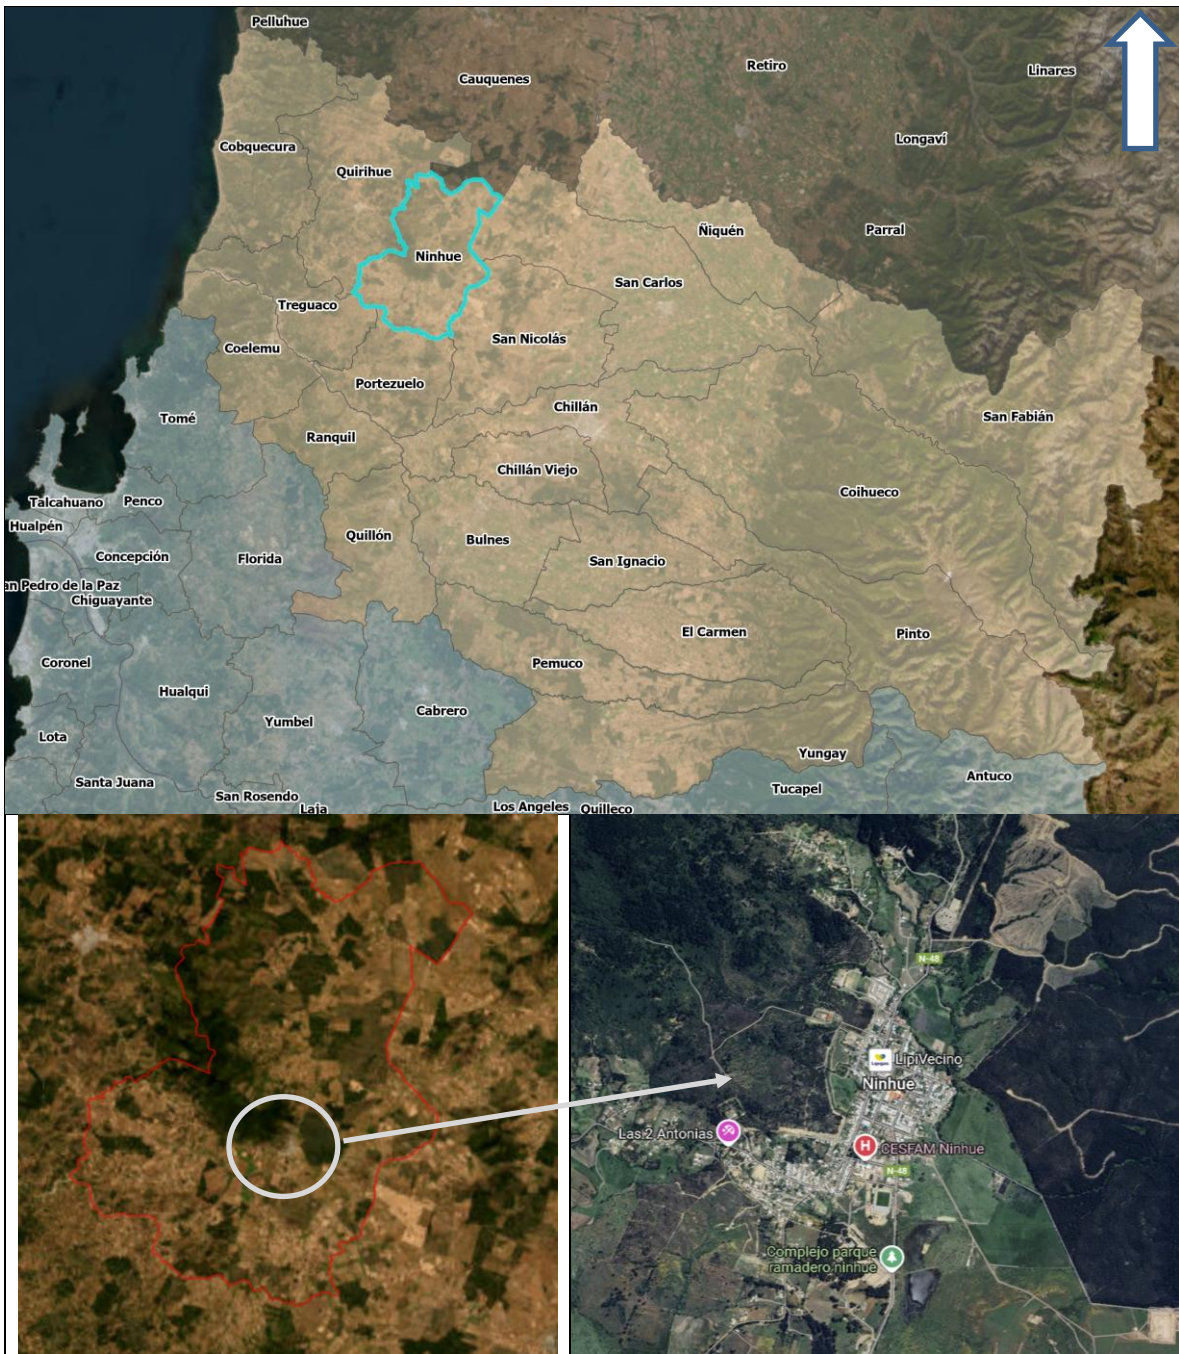 Pelluhue
Cauquenes
Retiro
Linares
Cobquecura
Quirihue
Longaví
Ninhue
Ñiquén
Parral
San Carlos
Treguaco
Coelemu
San Nicolás
Portezuelo
Chillán
San Fabián
Tomé
Ranquil
Chillán Viejo
Coihueco
Talcahuano
Penco
Hualpén
Quillón
Bulnes
Concepción
Florida
San Ignacio
an Pedro de la Paz
Chiguayante
El Carmen
Pinto
Coronel
Pemuco
Hualqui
Cabrero
Yumbel
Lota
Yungay
Santa Juana
Antuco
San Rosendo
Tucapel
Laja
Los Angeles
Quilleco
N-48
LipiVecino
Ninhue
Las 2 Antonias
H
CESFAM Ninhue
N-48
Complejo parque
ramadero ninhue